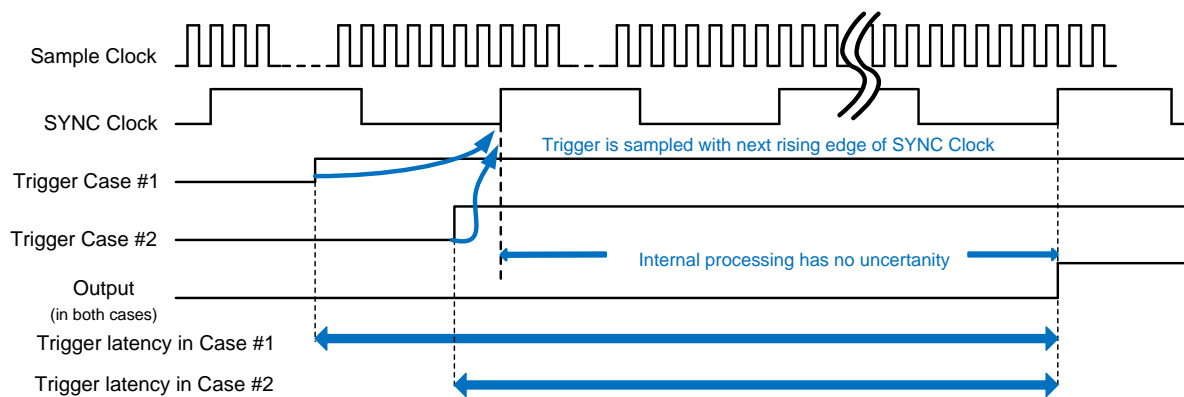 Sample Clock
SYNC Clock
Trigger is sampled with next rising edge of SYNC Clock
Trigger Case #1
Trigger Case #2
Internal processing has no uncertanity
Output
(in both cases)
Trigger latency in Case #1
Trigger latency in Case #2